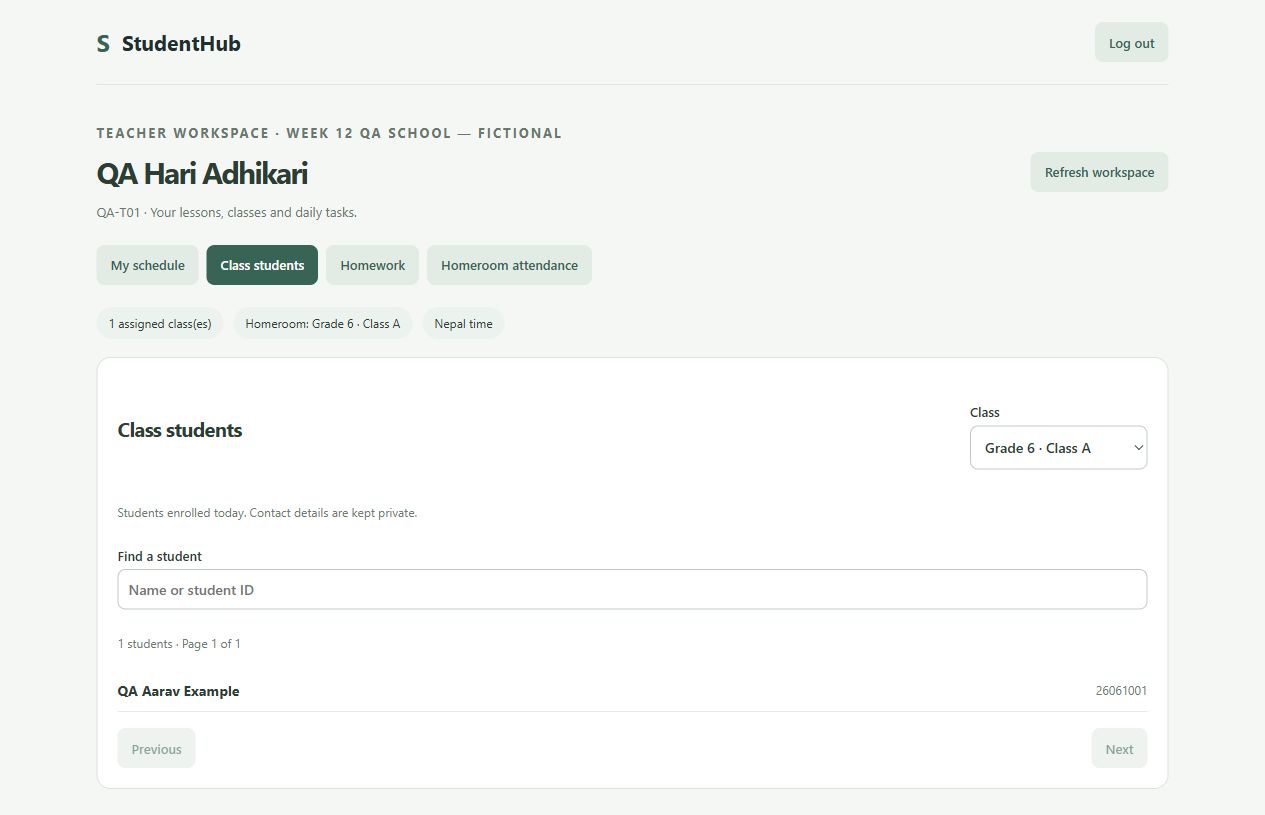 S StudentHub
Log out
TEACHER WORKSPACE · WEEK 12 QA SCHOOL — FICTIONAL
QA Hari Adhikari
Refresh workspace
QA-T01 · Your lessons, classes and daily tasks.
My schedule
Class students
Homework
Homeroom attendance
1 assigned class(es)
Homeroom: Grade 6 · Class A
Nepal time
Class students
Class
Grade 6 · Class A
Students enrolled today. Contact details are kept private.
Find a student
Name or student ID
1 students · Page 1 of 1
QA Aarav Example
26061001
Previous
Next